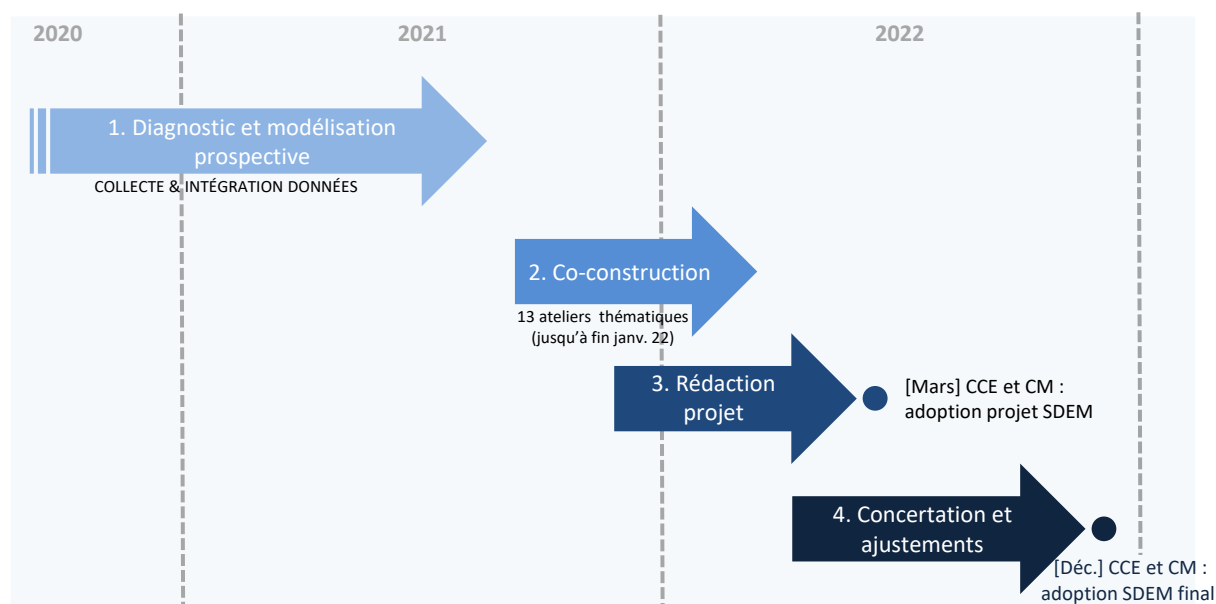 2020
2021
2022
1. Diagnostic et modélisation
prospective
COLLECTE & INTÉGRATION DONNÉES
2. Co-construction
13 ateliers thématiques
(jusqu'à fin janv. 22)
3. Rédaction
projet
[Mars] CCE et CM :
adoption projet SDEM
4. Concertation et
ajustements
[Déc.] CCE et CM :
adoption SDEM final